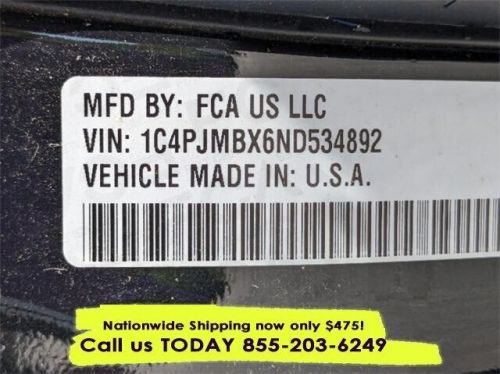 MFD BY: FCA US LLC
VIN: 1C4PJMBX6ND534892
VEHICLE MADE IN: U.S.A.
Nationwide Shipping now only $475!
Call us TODAY 855-203-6249